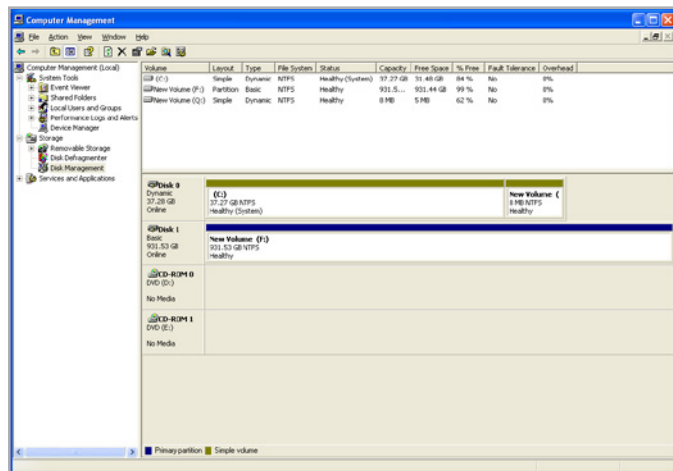 Computer Management
File Action View Window Help
Computer Management (Local)
System Tools
Event Viewer
Shared Folders
Local Users and Groups
Performance Logs and Alerts
Device Manager
Storage
Removable Storage
Disk Defragmenter
Disk Management
Services and Applications
Volume Layout Type File System Status Capacity Free Space % Free Fault Tolerance Overhead
(C:) Simple Dynamic NTFS Healthy (System) 37.27 GB 31.48 GB 84 % No 0%
New Volume (F:) Partition Basic NTFS Healthy 931.5... 931.44 GB 99 % No 0%
New Volume (Q:) Simple Dynamic NTFS Healthy 8 MB 5 MB 62 % No 0%
Disk 0
Dynamic
37.28 GB
Online
(C:)
37.27 GB NTFS
Healthy (System)
New Volume (
8 MB NTFS
Healthy
Disk 1
Basic
931.53 GB
Online
New Volume (F:)
931.53 GB NTFS
Healthy
CD-ROM 0
DVD (D:)
No Media
CD-ROM 1
DVD (E:)
No Media
Primary partition Simple volume